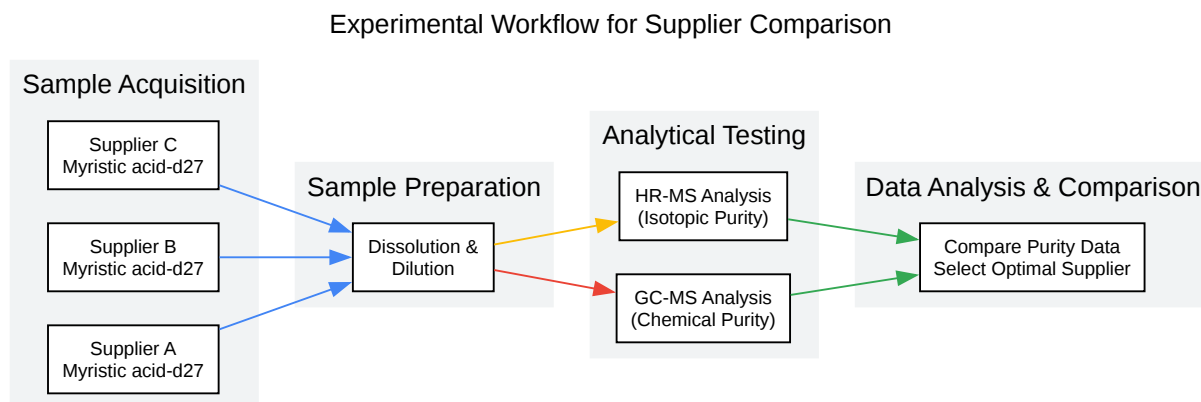 Experimental Workflow for Supplier Comparison
Sample Acquisition
Supplier C
Myristic acid-d27
Supplier B
Myristic acid-d27
Supplier A
Myristic acid-d27
Sample Preparation
Dissolution &
Dilution
Analytical Testing
HR-MS Analysis
(Isotopic Purity)
GC-MS Analysis
(Chemical Purity)
Data Analysis & Comparison
Compare Purity Data
Select Optimal Supplier